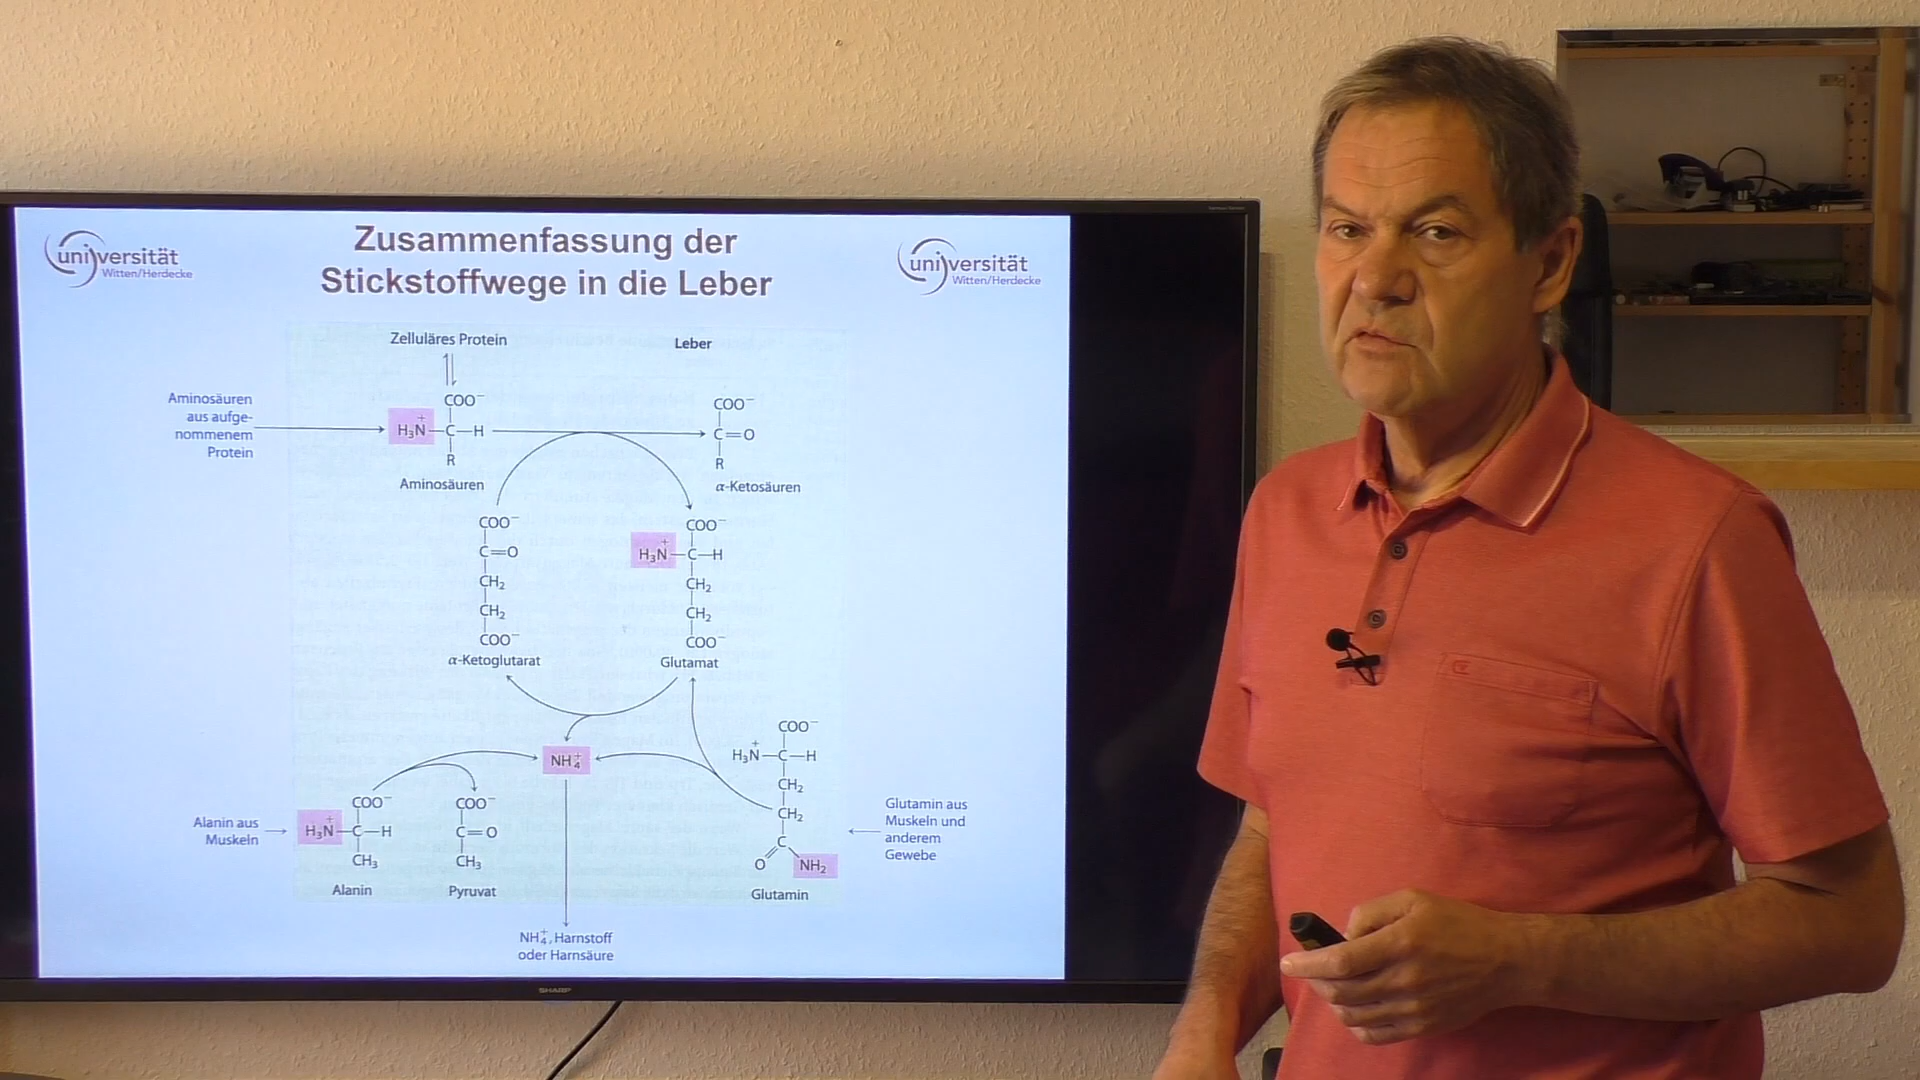 universität
Witten/Herdecke
Zusammenfassung der
Stickstoffwege in die Leber
universität
Witten/Herdecke
Zelluläres Protein
Leber
Aminosäuren
aus aufge-
nommenem
Protein
COO⁻
H₃N⁺—C—H
R
Aminosäuren
COO⁻
C=O
R
α-Ketosäuren
COO⁻
C=O
CH₂
CH₂
COO⁻
α-Ketoglutarat
COO⁻
H₃N⁺—C—H
CH₂
CH₂
COO⁻
Glutamat
NH₄⁺
Alanin aus
Muskeln
COO⁻
H₃N⁺—C—H
CH₃
Alanin
COO⁻
C=O
CH₃
Pyruvat
COO⁻
H₃N⁺—C—H
CH₂
CH₂
C
O
NH₂
Glutamin
Glutamin aus
Muskeln und
anderem
Gewebe
NH₄⁺, Harnstoff
oder Harnsäure
SHARP